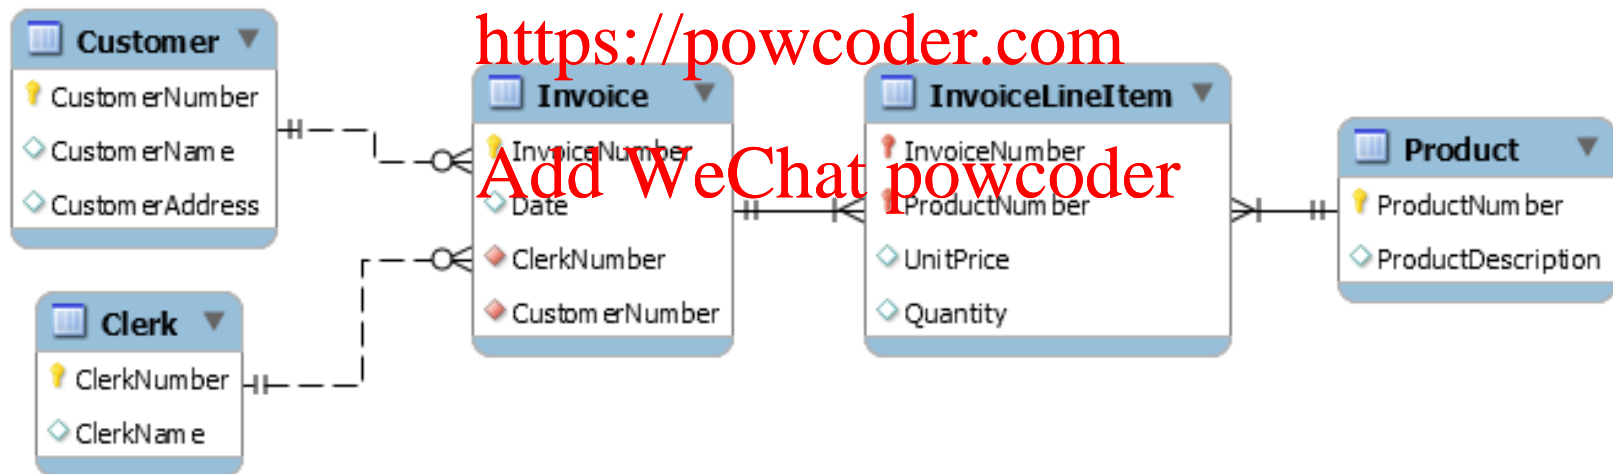 https://powcoder.com
Customer
CustomerNumber
CustomerName
CustomerAddress
Clerk
ClerkNumber
ClerkName
Invoice
InvoiceNumber
Add WeChat powcoder
Date
ClerkNumber
CustomerNumber
InvoiceLineItem
InvoiceNumber
ProductNumber
UnitPrice
Quantity
Product
ProductNumber
ProductDescription